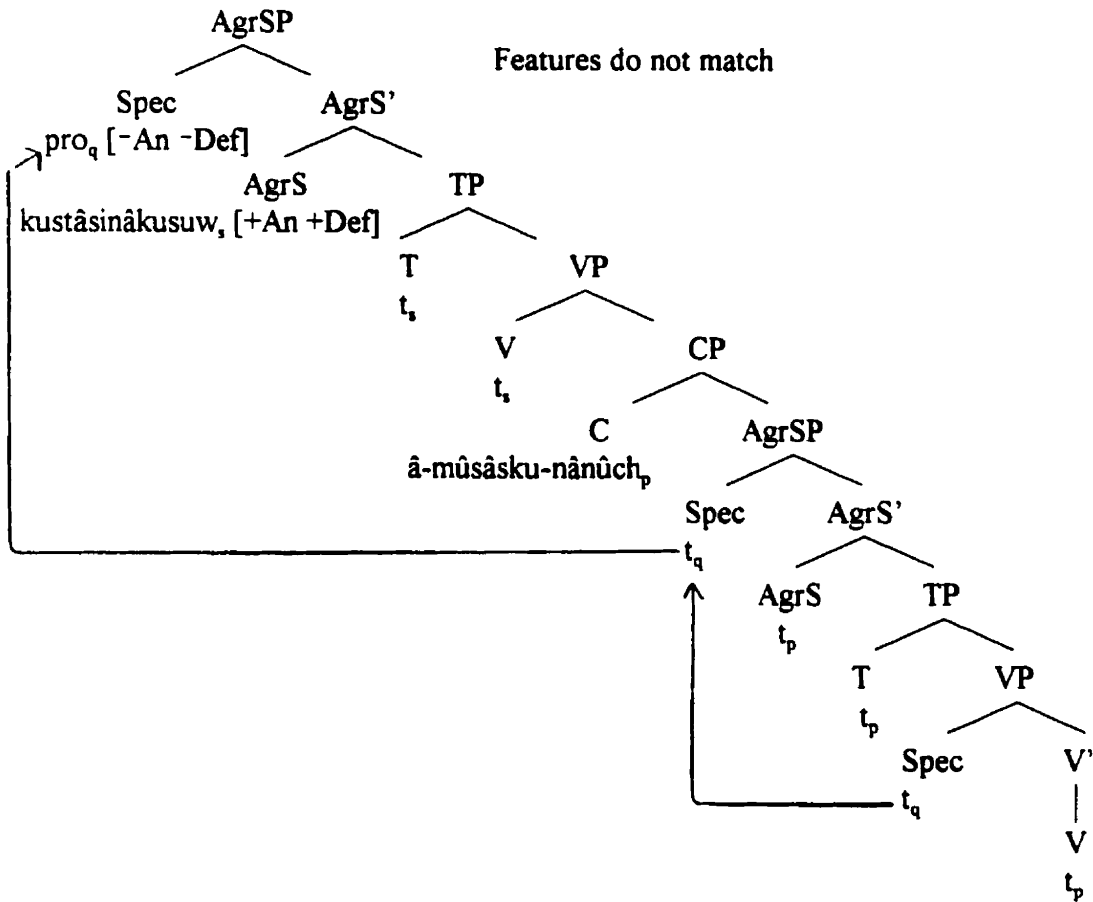 AgrSP
Features do not match
Spec AgrS'
pro_q [-An -Def]
AgrS TP
kustâsinâkusuw_s [+An +Def]
T VP
t_s
V CP
t_s
C AgrSP
â-mûsâsku-nânûch_p
Spec AgrS'
t_q
AgrS TP
t_p
T VP
t_p
Spec V'
t_q
V
t_p